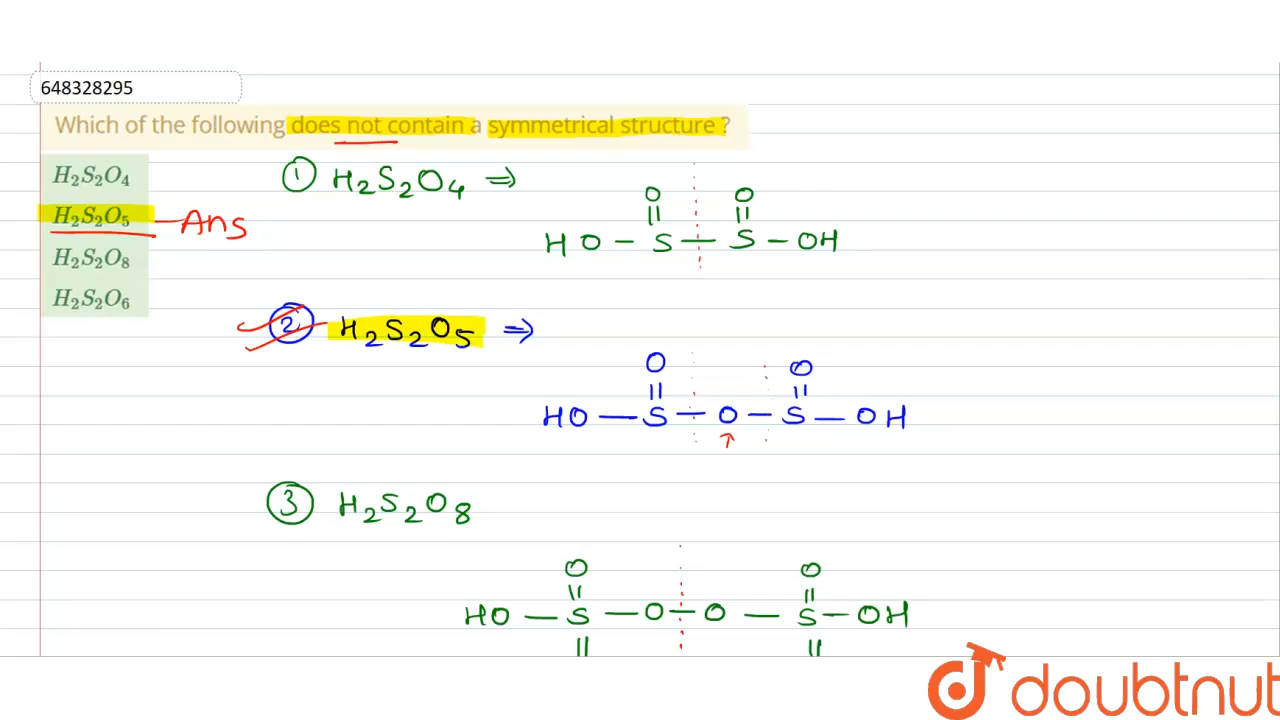 648328295
Which of the following does not contain a symmetrical structure ?
H₂S₂O₄
H₂S₂O₅ — Ans
H₂S₂O₈
H₂S₂O₆
① H₂S₂O₄ ⇒
O O
|| ||
HO – S – S – OH
② H₂S₂O₅ ⇒
O O
|| ||
HO – S – O – S – OH
↑
③ H₂S₂O₈
O O
|| ||
HO – S – O – O – S – OH
|| ||
doubtnut